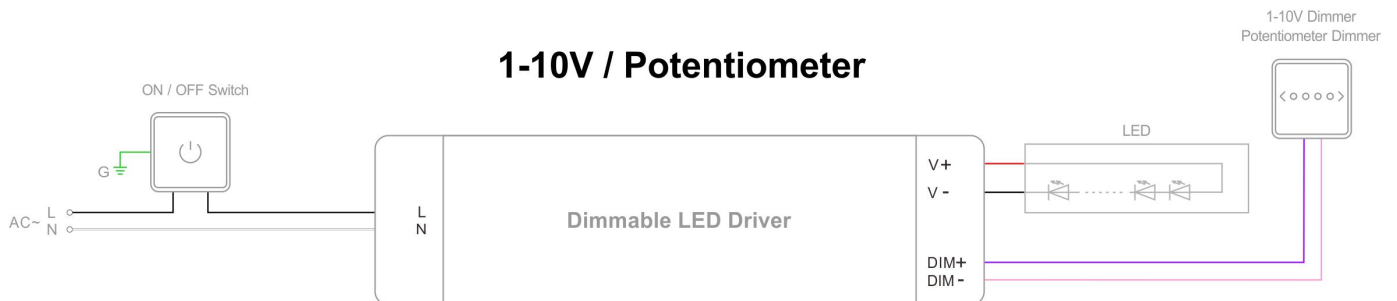 1-10V Dimmer
Potentiometer Dimmer
1-10V / Potentiometer
ON / OFF Switch
LED
G
V+
V -
AC~
L
N
L
N
Dimmable LED Driver
DIM+
DIM -